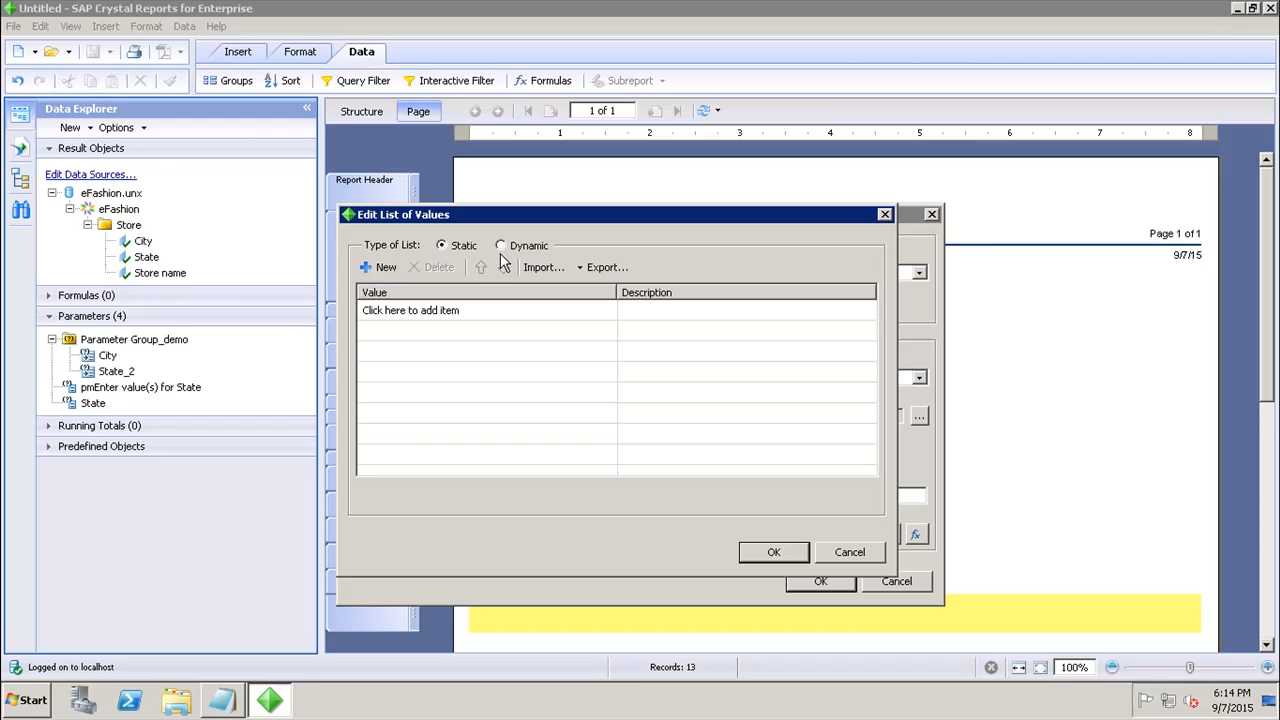 Untitled - SAP Crystal Reports for Enterprise
File Edit View Insert Format Data Help
Insert Format Data
Groups Sort Query Filter Interactive Filter Formulas Subreport
Data Explorer
New Options
Result Objects
Edit Data Sources...
eFashion.unx
eFashion
Store
City
State
Store name
Formulas (0)
Parameters (4)
Parameter Group_demo
City
State_2
pmEnter value(s) for State
State
Running Totals (0)
Predefined Objects
Structure Page 1 of 1
1 2 3 4 5 6 7 8
Report Header
Page 1 of 1
9/7/15
Edit List of Values
Type of List: Static Dynamic
New Delete Import... Export...
Value Description
Click here to add item
OK Cancel
...
fx
OK Cancel
Logged on to localhost
Records: 13
100%
Start
6:14 PM
9/7/2015